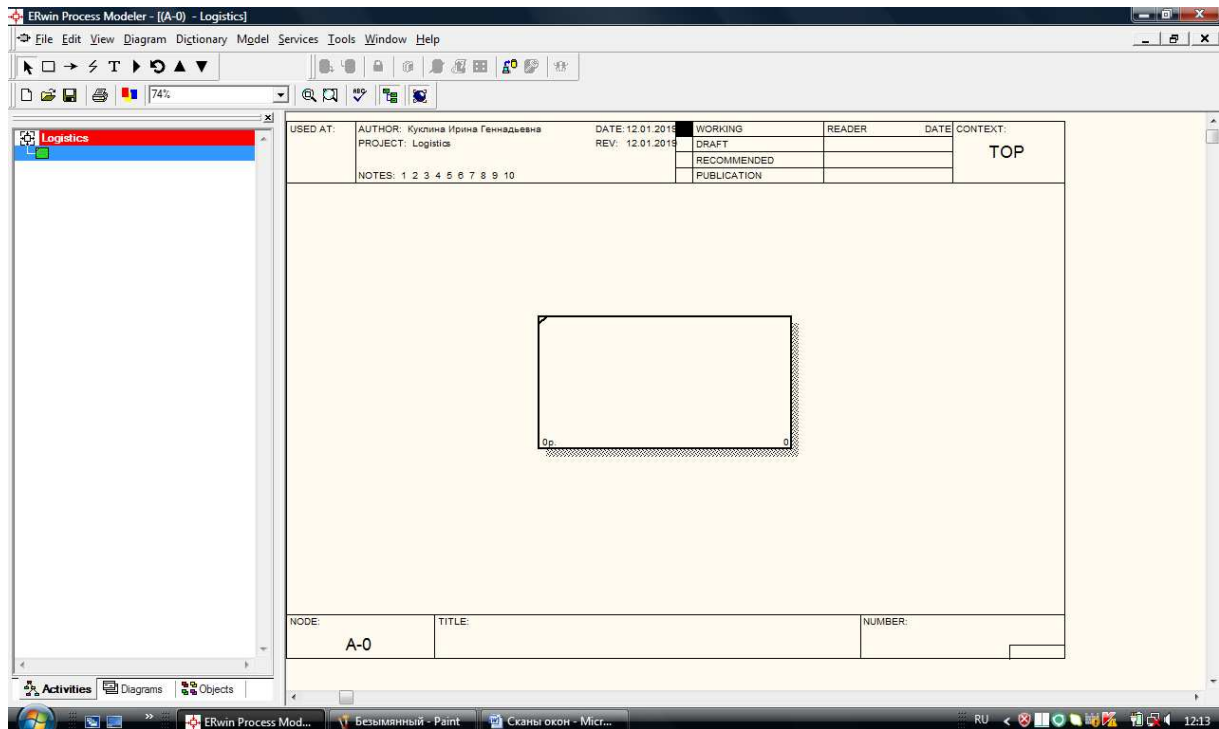 ERwin Process Modeler - [(A-0) - Logistics]
File Edit View Diagram Dictionary Model Services Tools Window Help
74%
Logistics
USED AT: AUTHOR: Куклина Ирина Геннадьевна DATE: 12.01.2019 WORKING READER DATE CONTEXT:
PROJECT: Logistics REV: 12.01.2019 DRAFT
TOP
RECOMMENDED
NOTES: 1 2 3 4 5 6 7 8 9 10 PUBLICATION
0р. 0
NODE: TITLE: NUMBER:
A-0
Activities Diagrams Objects
ERwin Process Mod... Безымянный - Paint Сканы окон - Micr... RU 12:13